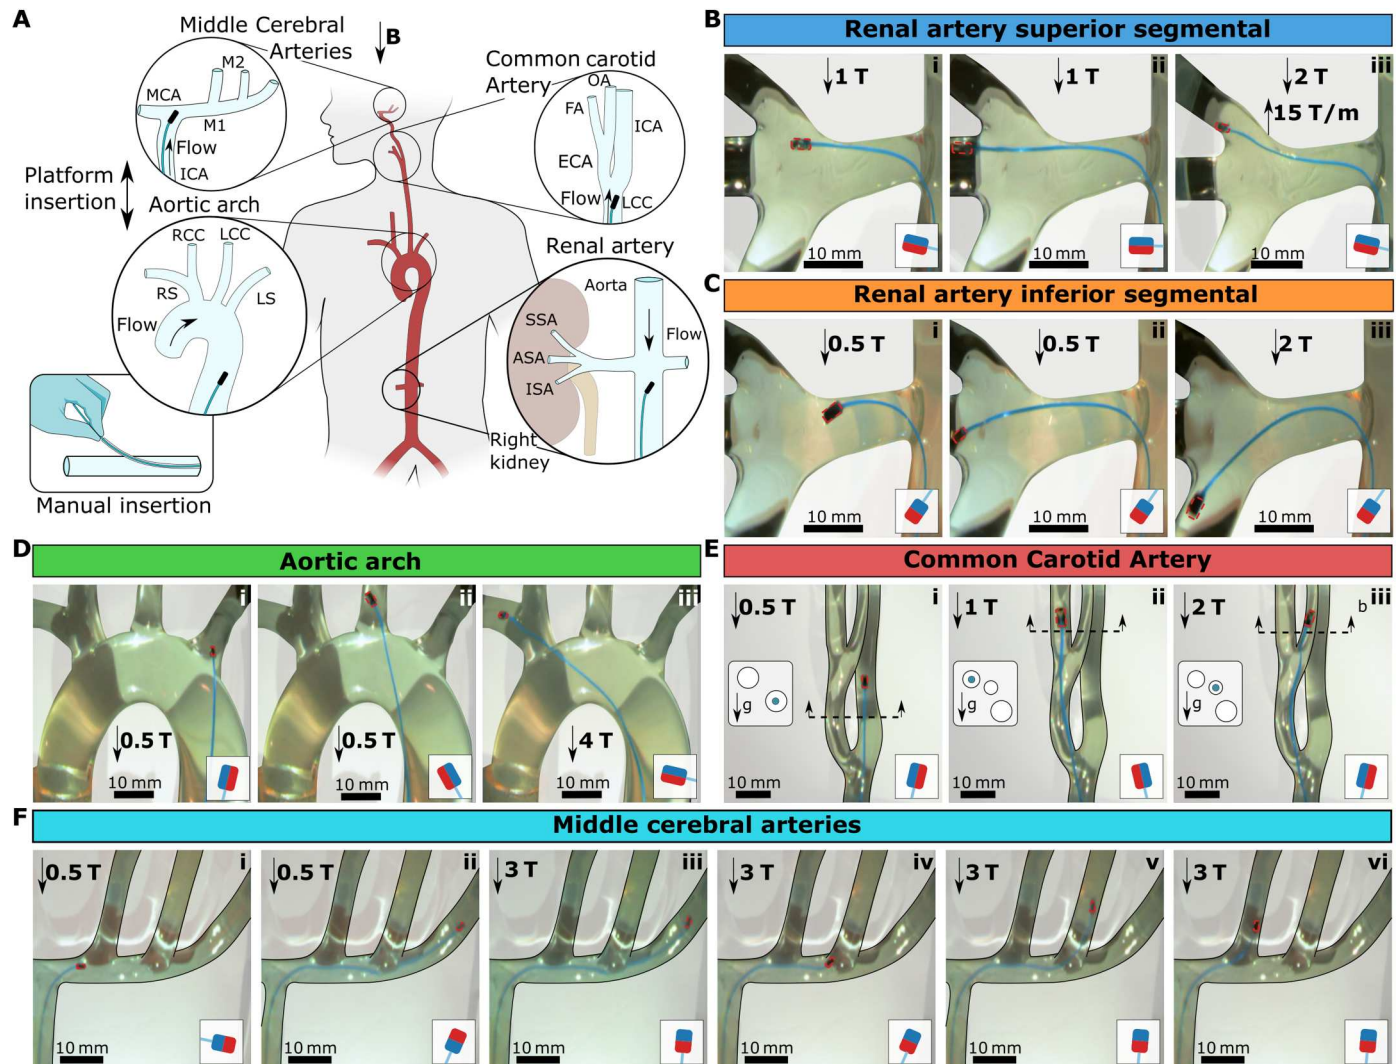 A
Middle Cerebral
Arteries
B
Common carotid
Artery
M2
MCA
M1
Flow
ICA
OA
FA
ICA
ECA
Flow
LCC
Platform
insertion
Aortic arch
RCC
LCC
RS
LS
Flow
Renal artery
Aorta
SSA
Flow
ASA
ISA
Right
kidney
Manual insertion
B
Renal artery superior segmental
1 T
i
10 mm
1 T
ii
10 mm
2 T
iii
15 T/m
10 mm
C
Renal artery inferior segmental
0.5 T
i
10 mm
0.5 T
ii
10 mm
2 T
iii
10 mm
D
Aortic arch
i
0.5 T
10 mm
ii
0.5 T
10 mm
iii
4 T
10 mm
E
Common Carotid Artery
0.5 T
i
g
10 mm
1 T
ii
g
10 mm
2 T
iii
b
g
10 mm
F
Middle cerebral arteries
0.5 T
i
10 mm
0.5 T
ii
10 mm
3 T
iii
10 mm
3 T
iv
10 mm
3 T
v
10 mm
3 T
vi
10 mm